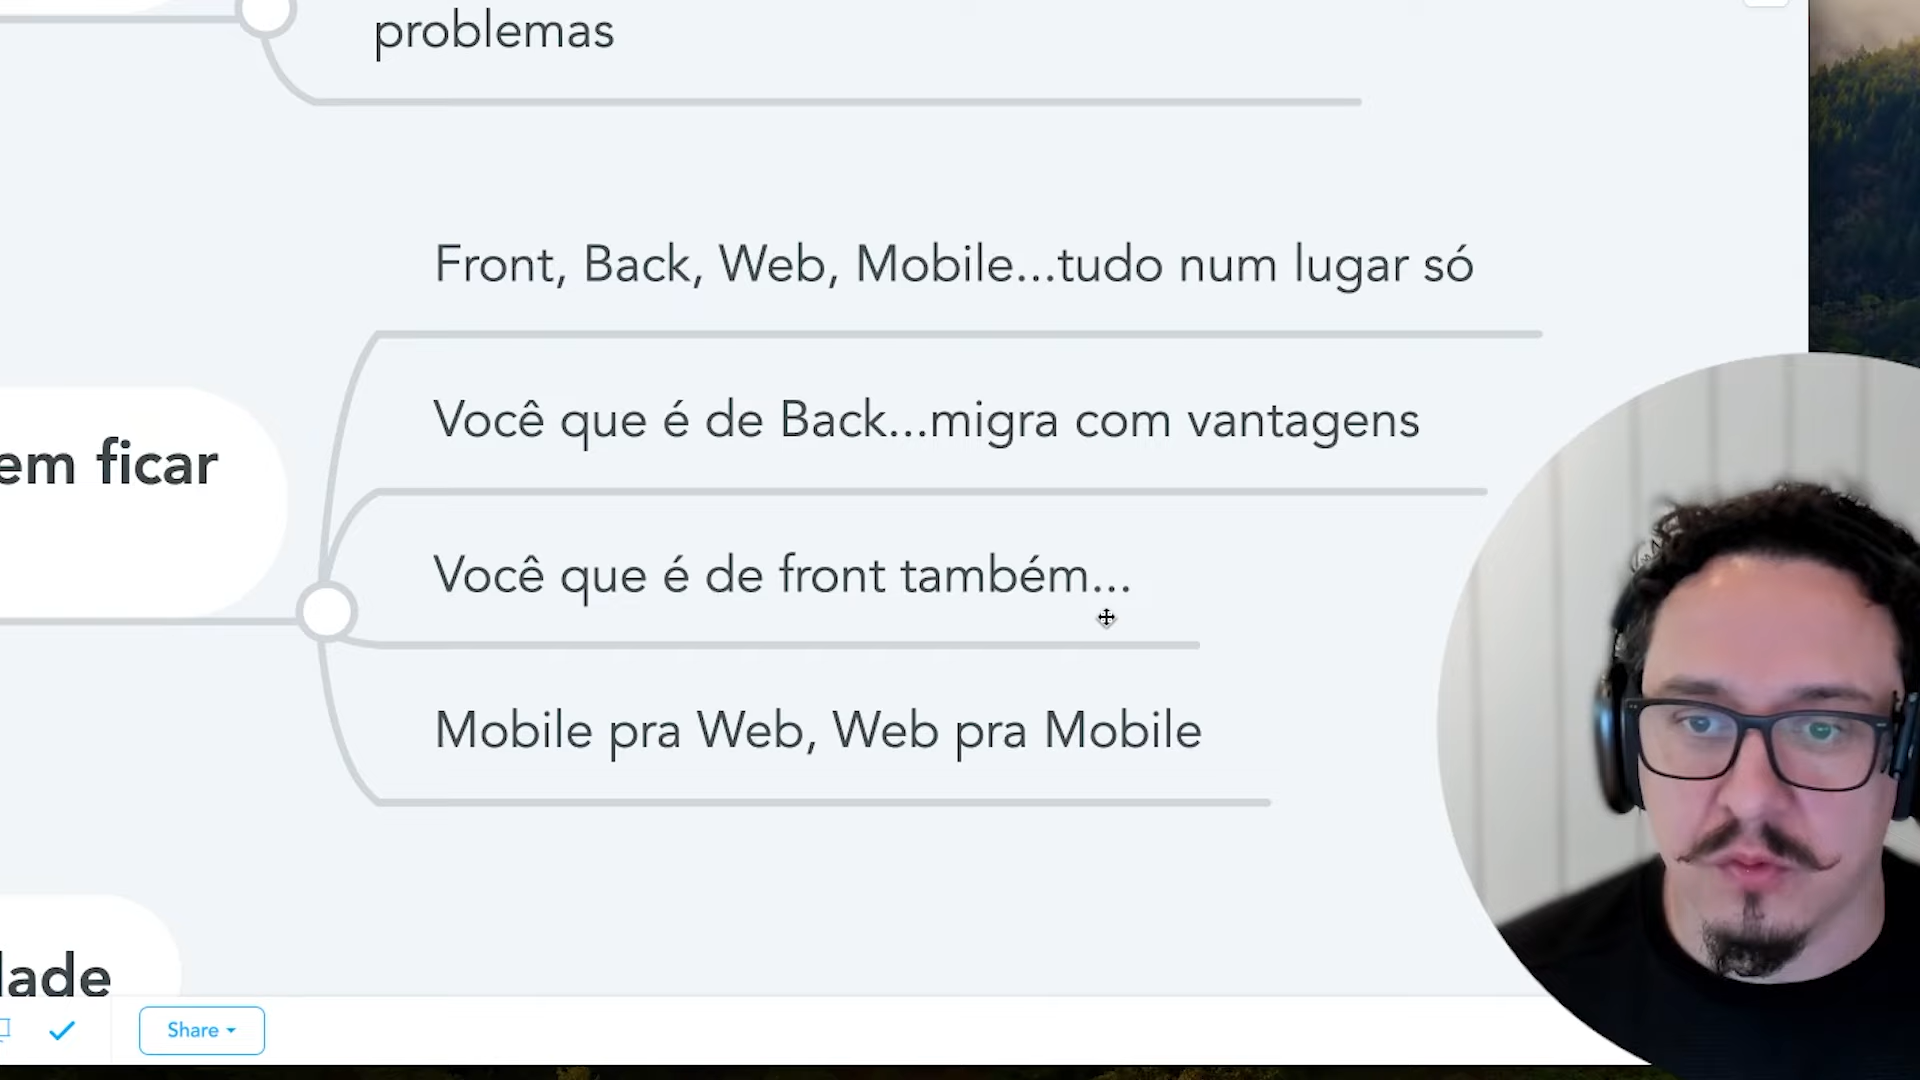 problemas
Front, Back, Web, Mobile...tudo num lugar só
Você que é de Back...migra com vantagens
em ficar
Você que é de front também...
Mobile pra Web, Web pra Mobile
dade
Share